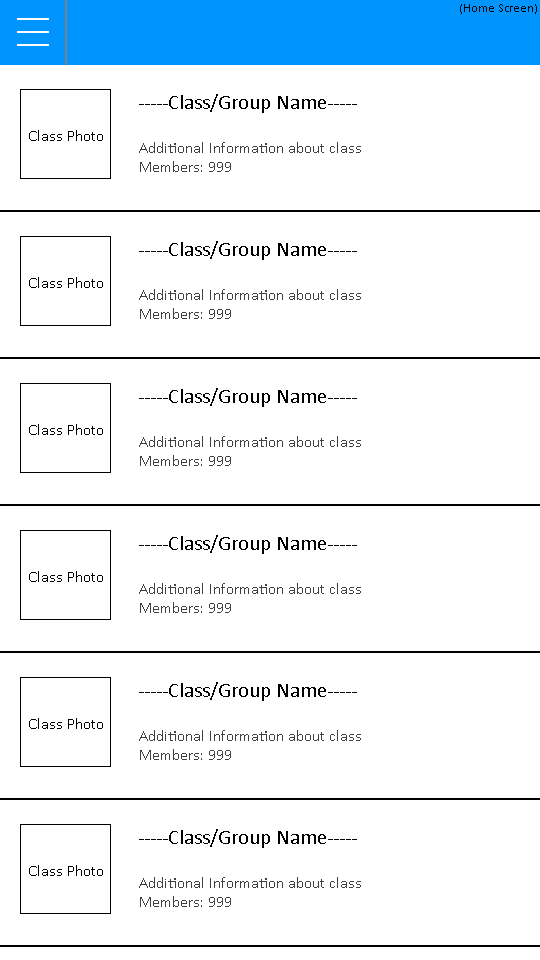 (Home Screen)
-----Class/Group Name-----
Class Photo
Additional Information about class
Members: 999
-----Class/Group Name-----
Class Photo
Additional Information about class
Members: 999
-----Class/Group Name-----
Class Photo
Additional Information about class
Members: 999
-----Class/Group Name-----
Class Photo
Additional Information about class
Members: 999
-----Class/Group Name-----
Class Photo
Additional Information about class
Members: 999
-----Class/Group Name-----
Class Photo
Additional Information about class
Members: 999